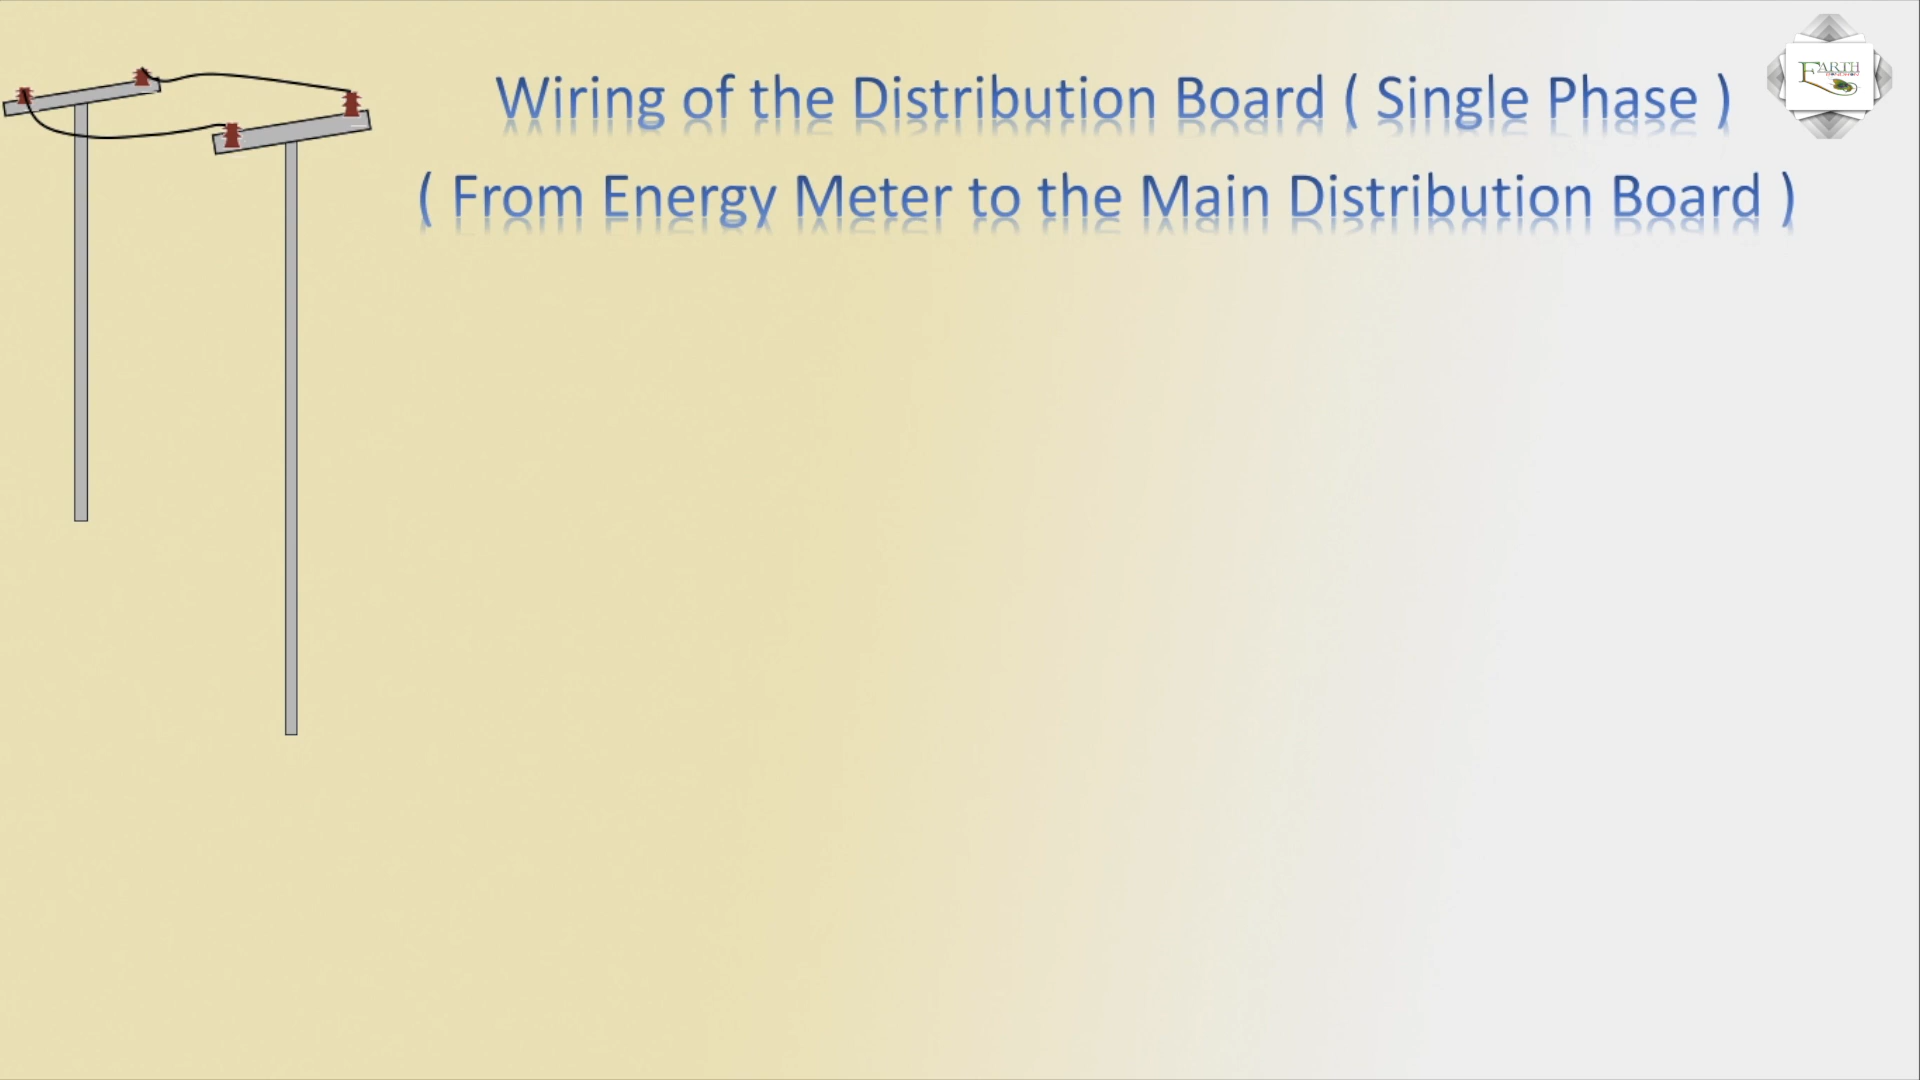 Wiring of the Distribution Board ( Single Phase )
( From Energy Meter to the Main Distribution Board )
EARTH